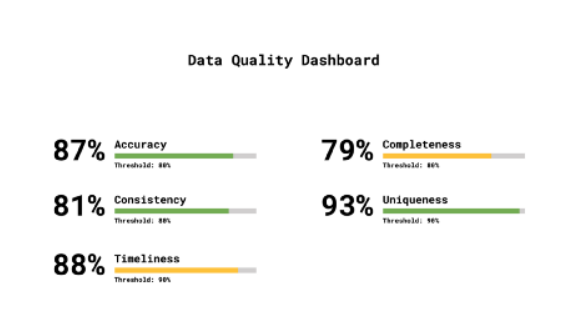 Data Quality Dashboard
87% Accuracy
Threshold: 80%
79% Completeness
Threshold: 80%
81% Consistency
Threshold: 80%
93% Uniqueness
Threshold: 90%
88% Timeliness
Threshold: 90%